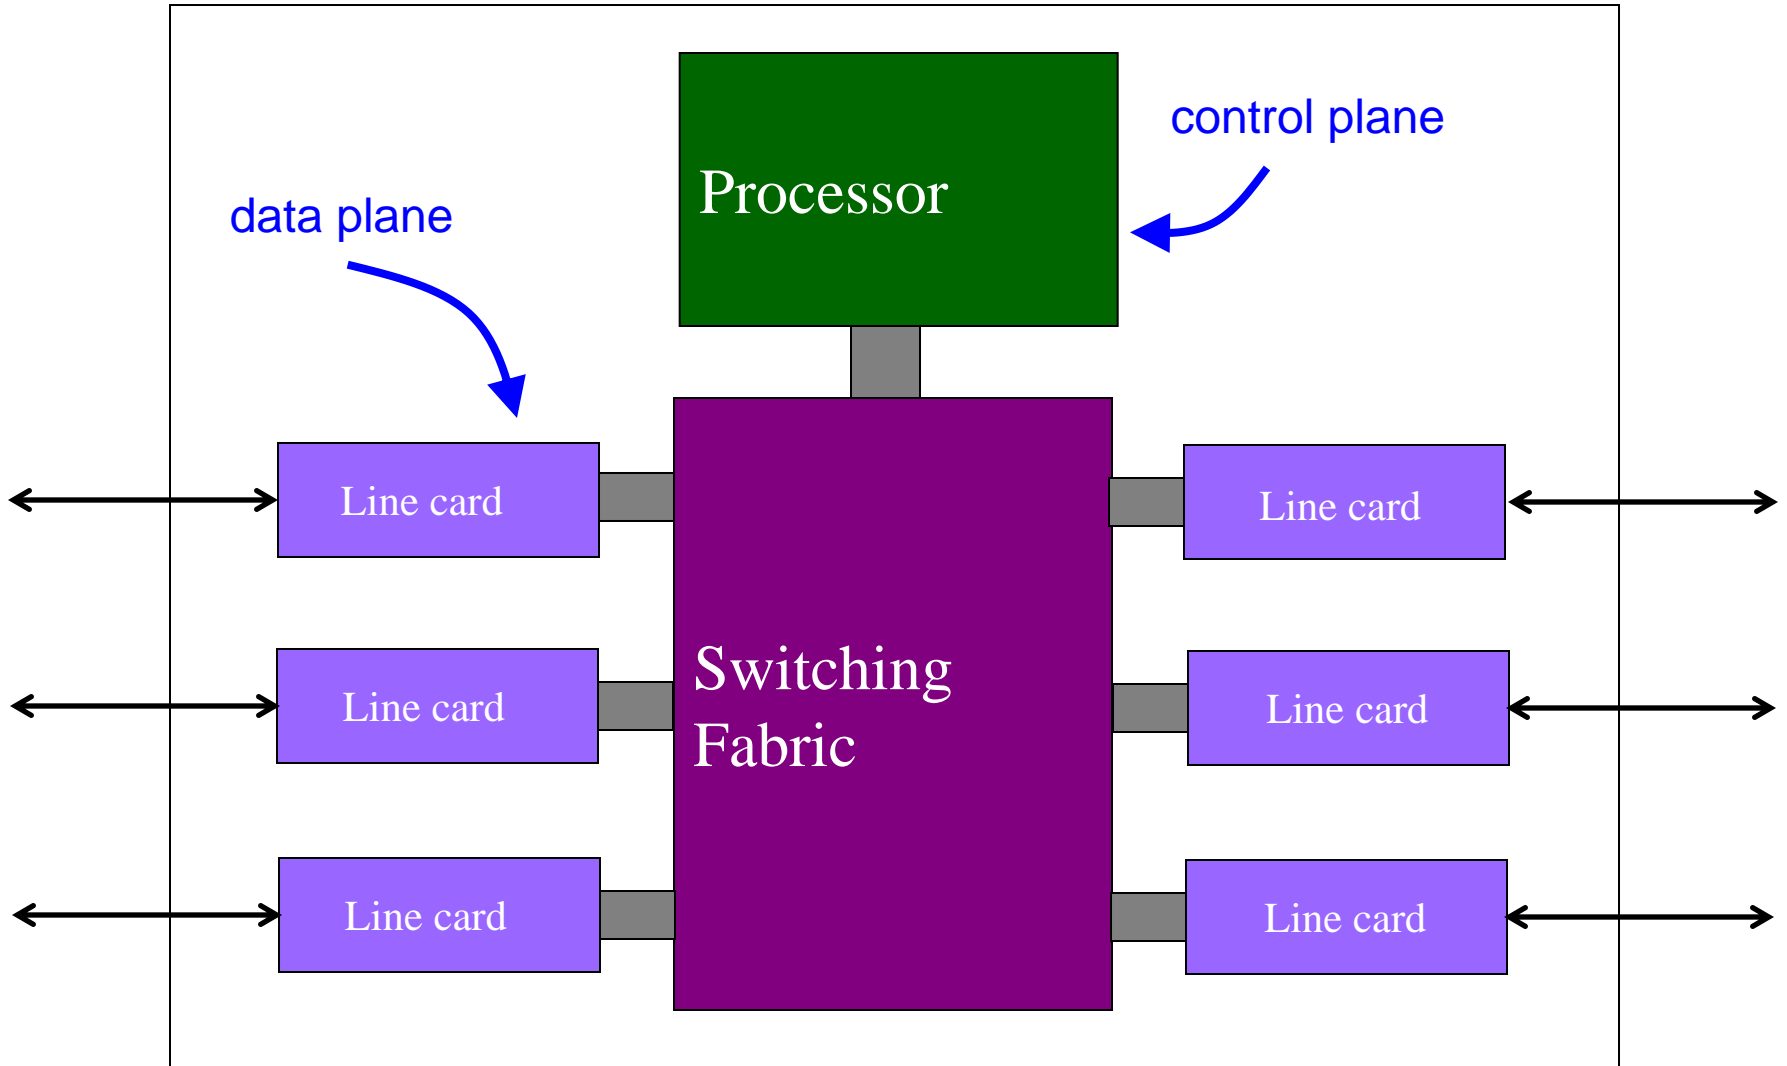 control plane
Processor
data plane
Line card
Line card
Switching
Fabric
Line card
Line card
Line card
Line card